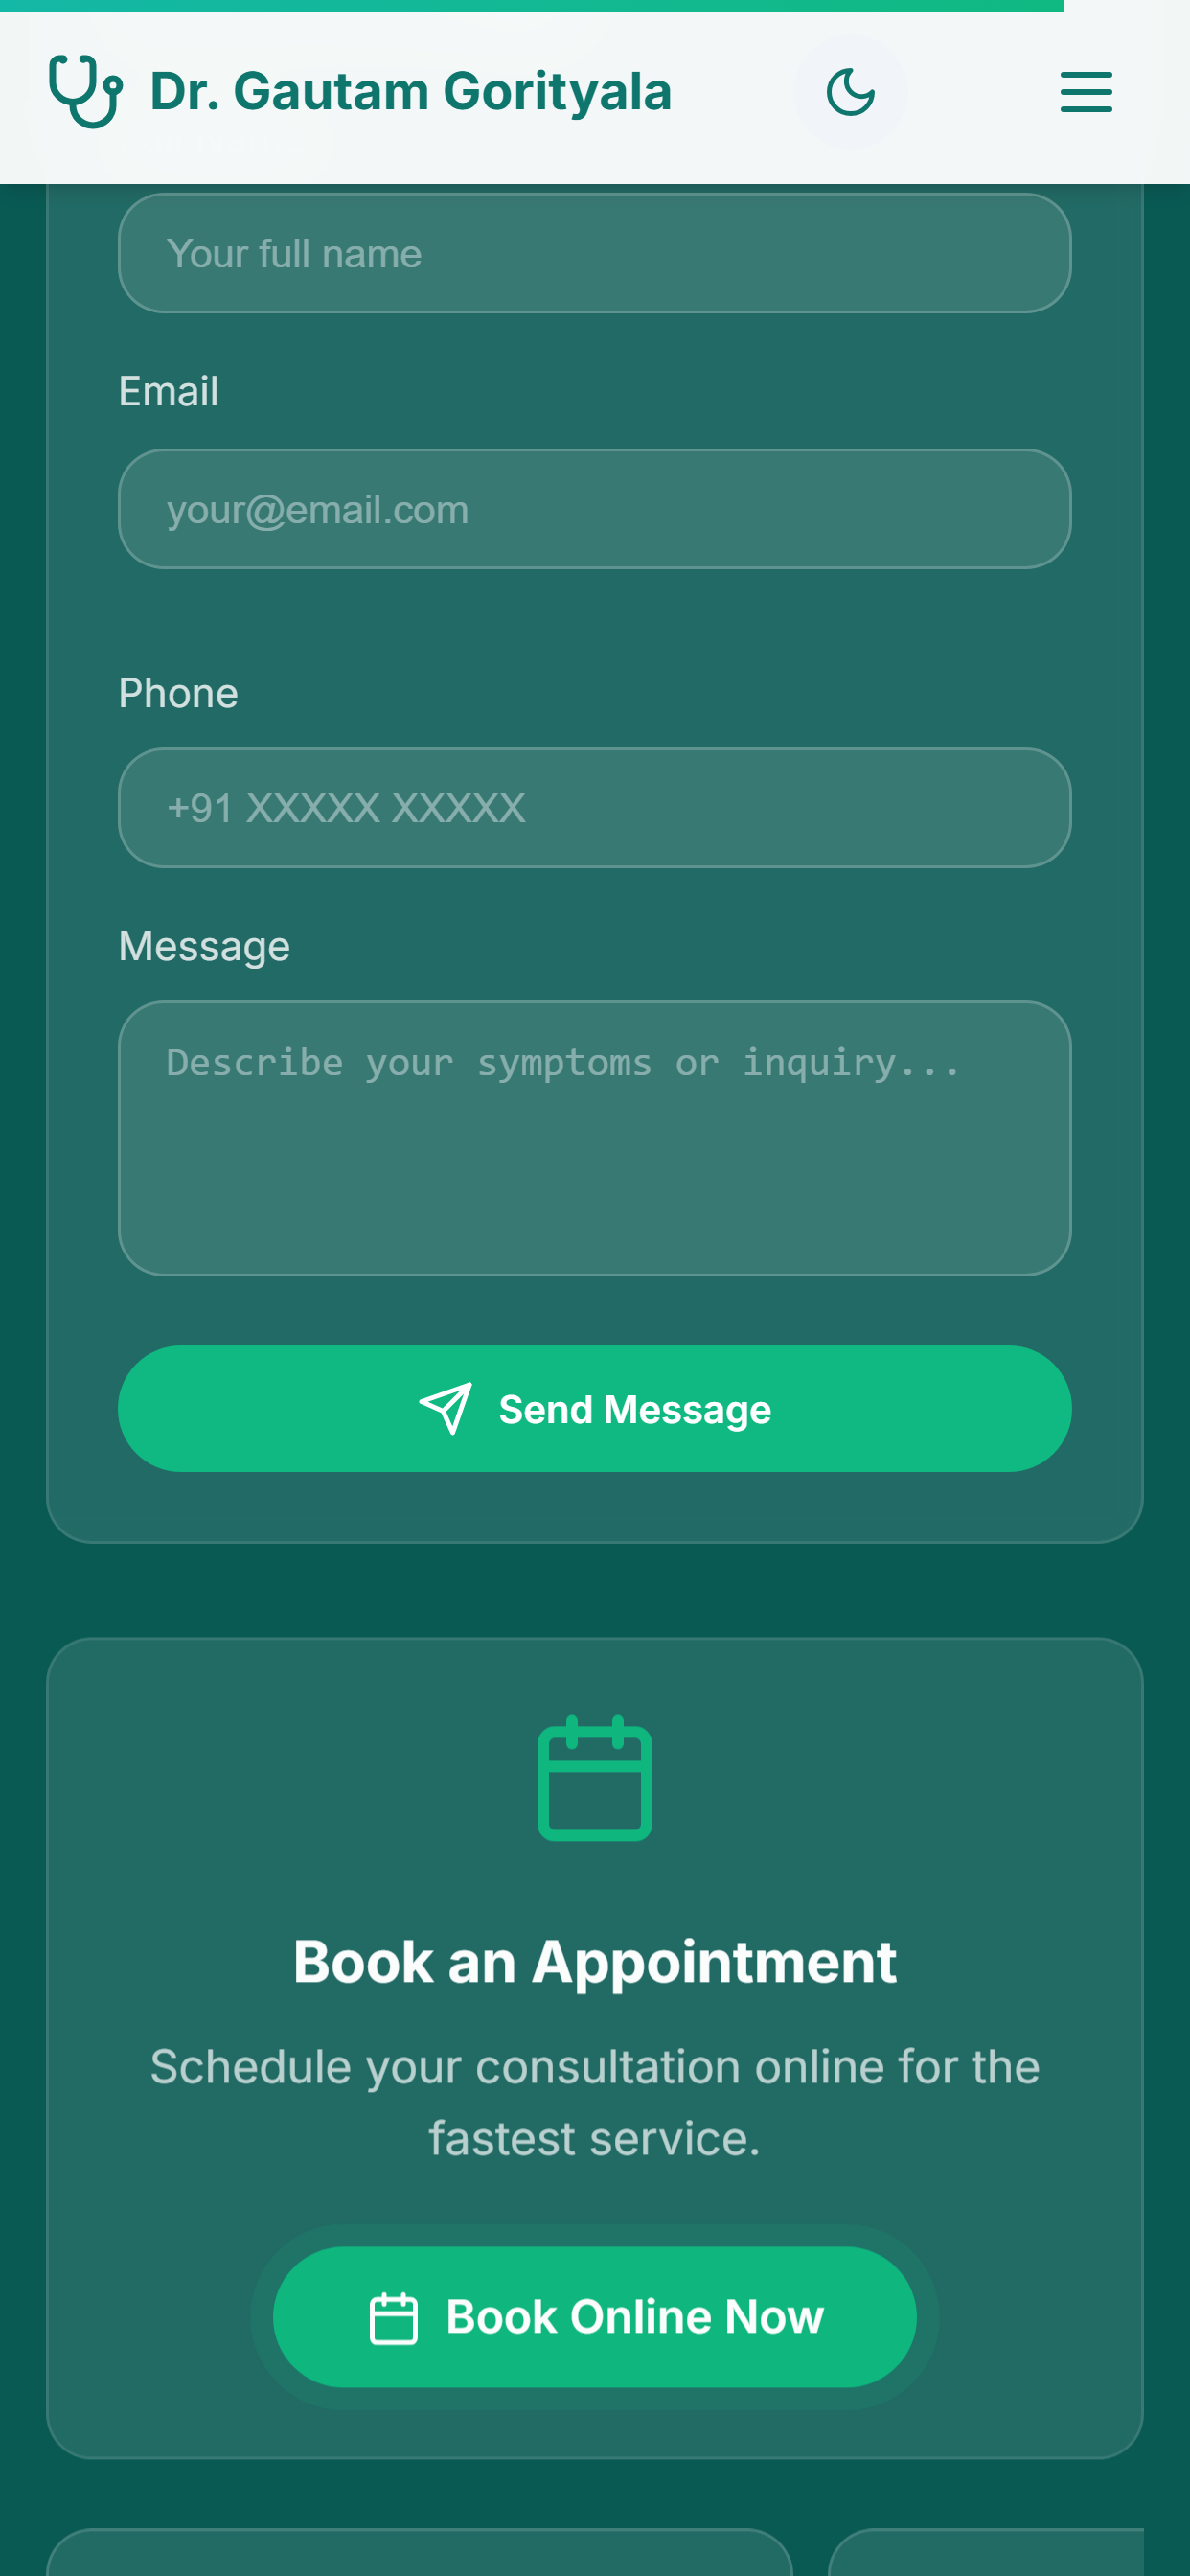 Dr. Gautam Gorityala
Your full name
Email
your@email.com
Phone
+91 XXXXX XXXXX
Message
Describe your symptoms or inquiry...
Send Message
Book an Appointment
Schedule your consultation online for the
fastest service.
Book Online Now